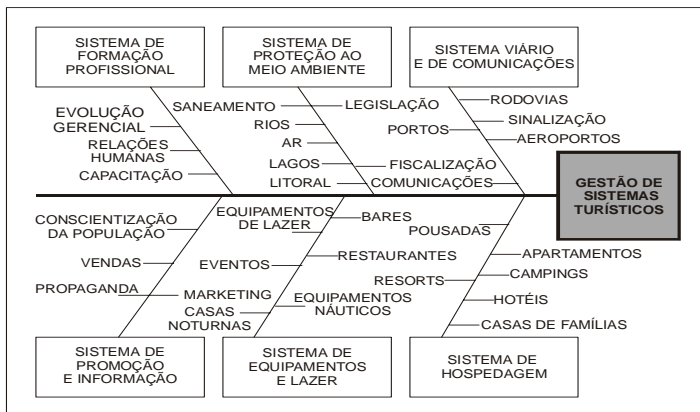 SISTEMA DE
FORMAÇÃO
PROFISSIONAL
SISTEMA DE
PROTEÇÃO AO
MEIO AMBIENTE
SISTEMA VIÁRIO
E DE COMUNICAÇÕES
EVOLUÇÃO
GERENCIAL
RELAÇÕES
HUMANAS
CAPACITAÇÃO
SANEAMENTO
LEGISLAÇÃO
RIOS
AR
LAGOS
FISCALIZAÇÃO
LITORAL
RODOVIAS
SINALIZAÇÃO
PORTOS
AEROPORTOS
COMUNICAÇÕES
GESTÃO DE
SISTEMAS
TURÍSTICOS
CONSCIENTIZAÇÃO
DA POPULAÇÃO
VENDAS
PROPAGANDA
MARKETING
EQUIPAMENTOS
DE LAZER
BARES
RESTAURANTES
EVENTOS
EQUIPAMENTOS
NÁUTICOS
CASAS
NOTURNAS
POUSADAS
APARTAMENTOS
CAMPINGS
RESORTS
HOTÉIS
CASAS DE FAMÍLIAS
SISTEMA DE
PROMOÇÃO
E INFORMAÇÃO
SISTEMA DE
EQUIPAMENTOS
E LAZER
SISTEMA DE
HOSPEDAGEM